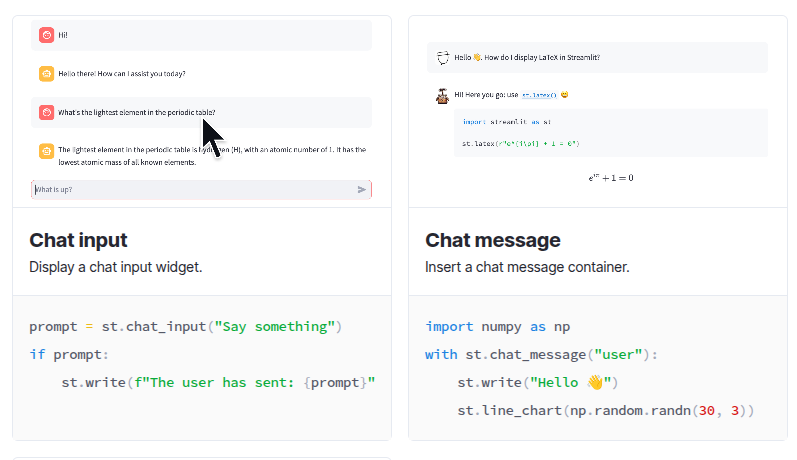 Hi!
Hello there! How can I assist you today?
What's the lightest element in the periodic table?
The lightest element in the periodic table is hydrogen (H), with an atomic number of 1. It has the
lowest atomic mass of all known elements.
What is up?
Chat input
Display a chat input widget.
prompt = st.chat_input("Say something")
if prompt:
    st.write(f"The user has sent: {prompt}"
Hello 👋. How do I display LaTeX in Streamlit?
Hi! Here you go: use st.latex() 😄
import streamlit as st
st.latex(r"e^{i\pi} + 1 = 0")
e^{iπ} + 1 = 0
Chat message
Insert a chat message container.
import numpy as np
with st.chat_message("user"):
    st.write("Hello 👋")
    st.line_chart(np.random.randn(30, 3))